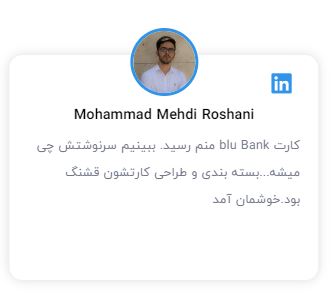 in
Mohammad Mehdi Roshani
کارت blu Bank منم رسید. ببینیم سرنوشتش چی
میشه...بسته بندی و طراحی کارتشون قشنگ
بود.خوشمان آمد